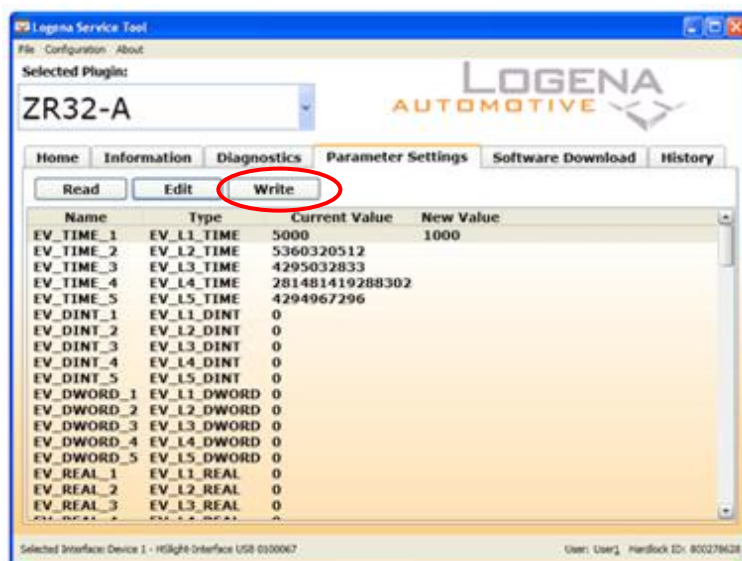 Logena Service Tool
File Configuration About
Selected Plugin:
LOGENA
AUTOMOTIVE
ZR32-A
Home Information Diagnostics Parameter Settings Software Download History
Read Edit Write
Name Type Current Value New Value
EV_TIME_1 EV_L1_TIME 5000 1000
EV_TIME_2 EV_L2_TIME 5360320512
EV_TIME_3 EV_L3_TIME 4295032833
EV_TIME_4 EV_L4_TIME 281481419288302
EV_TIME_5 EV_L5_TIME 4294967296
EV_DINT_1 EV_L1_DINT 0
EV_DINT_2 EV_L2_DINT 0
EV_DINT_3 EV_L3_DINT 0
EV_DINT_4 EV_L4_DINT 0
EV_DINT_5 EV_L5_DINT 0
EV_DWORD_1 EV_L1_DWORD 0
EV_DWORD_2 EV_L2_DWORD 0
EV_DWORD_3 EV_L3_DWORD 0
EV_DWORD_4 EV_L4_DWORD 0
EV_DWORD_5 EV_L5_DWORD 0
EV_REAL_1 EV_L1_REAL 0
EV_REAL_2 EV_L2_REAL 0
EV_REAL_3 EV_L3_REAL 0
Selected Interface: Device 1 - HSlight-Interface USB 0100067 User: User1 Hardlock ID: 800278628